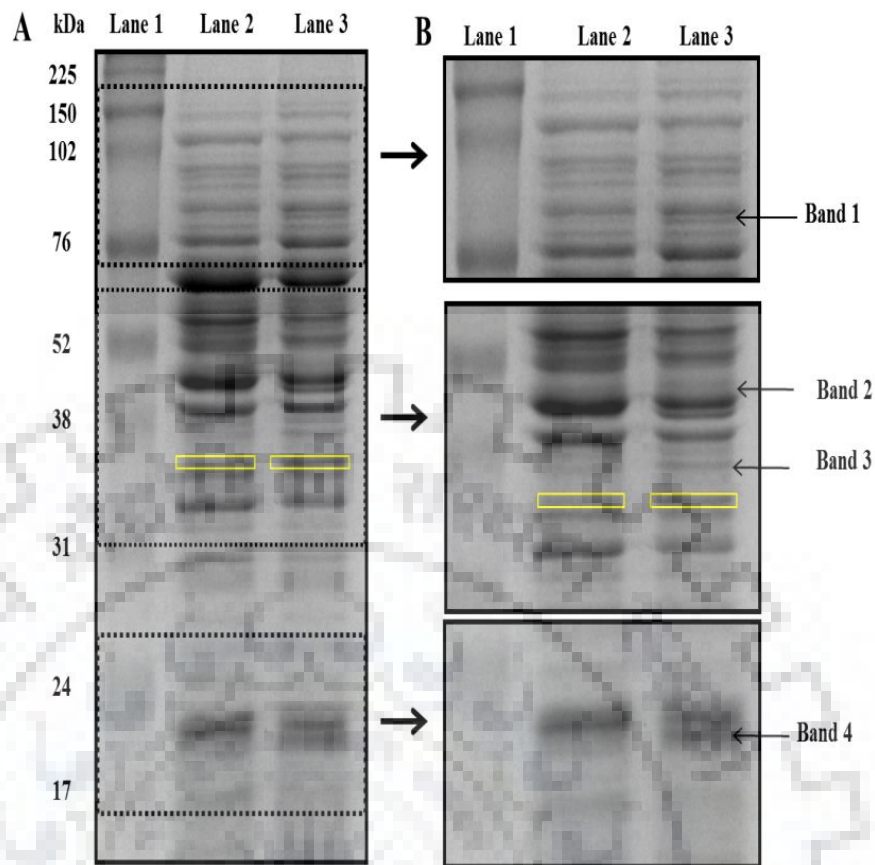 A kDa Lane 1 Lane 2 Lane 3
225
150
102
76
52
38
31
24
17
B Lane 1 Lane 2 Lane 3
Band 1
Band 2
Band 3
Band 4